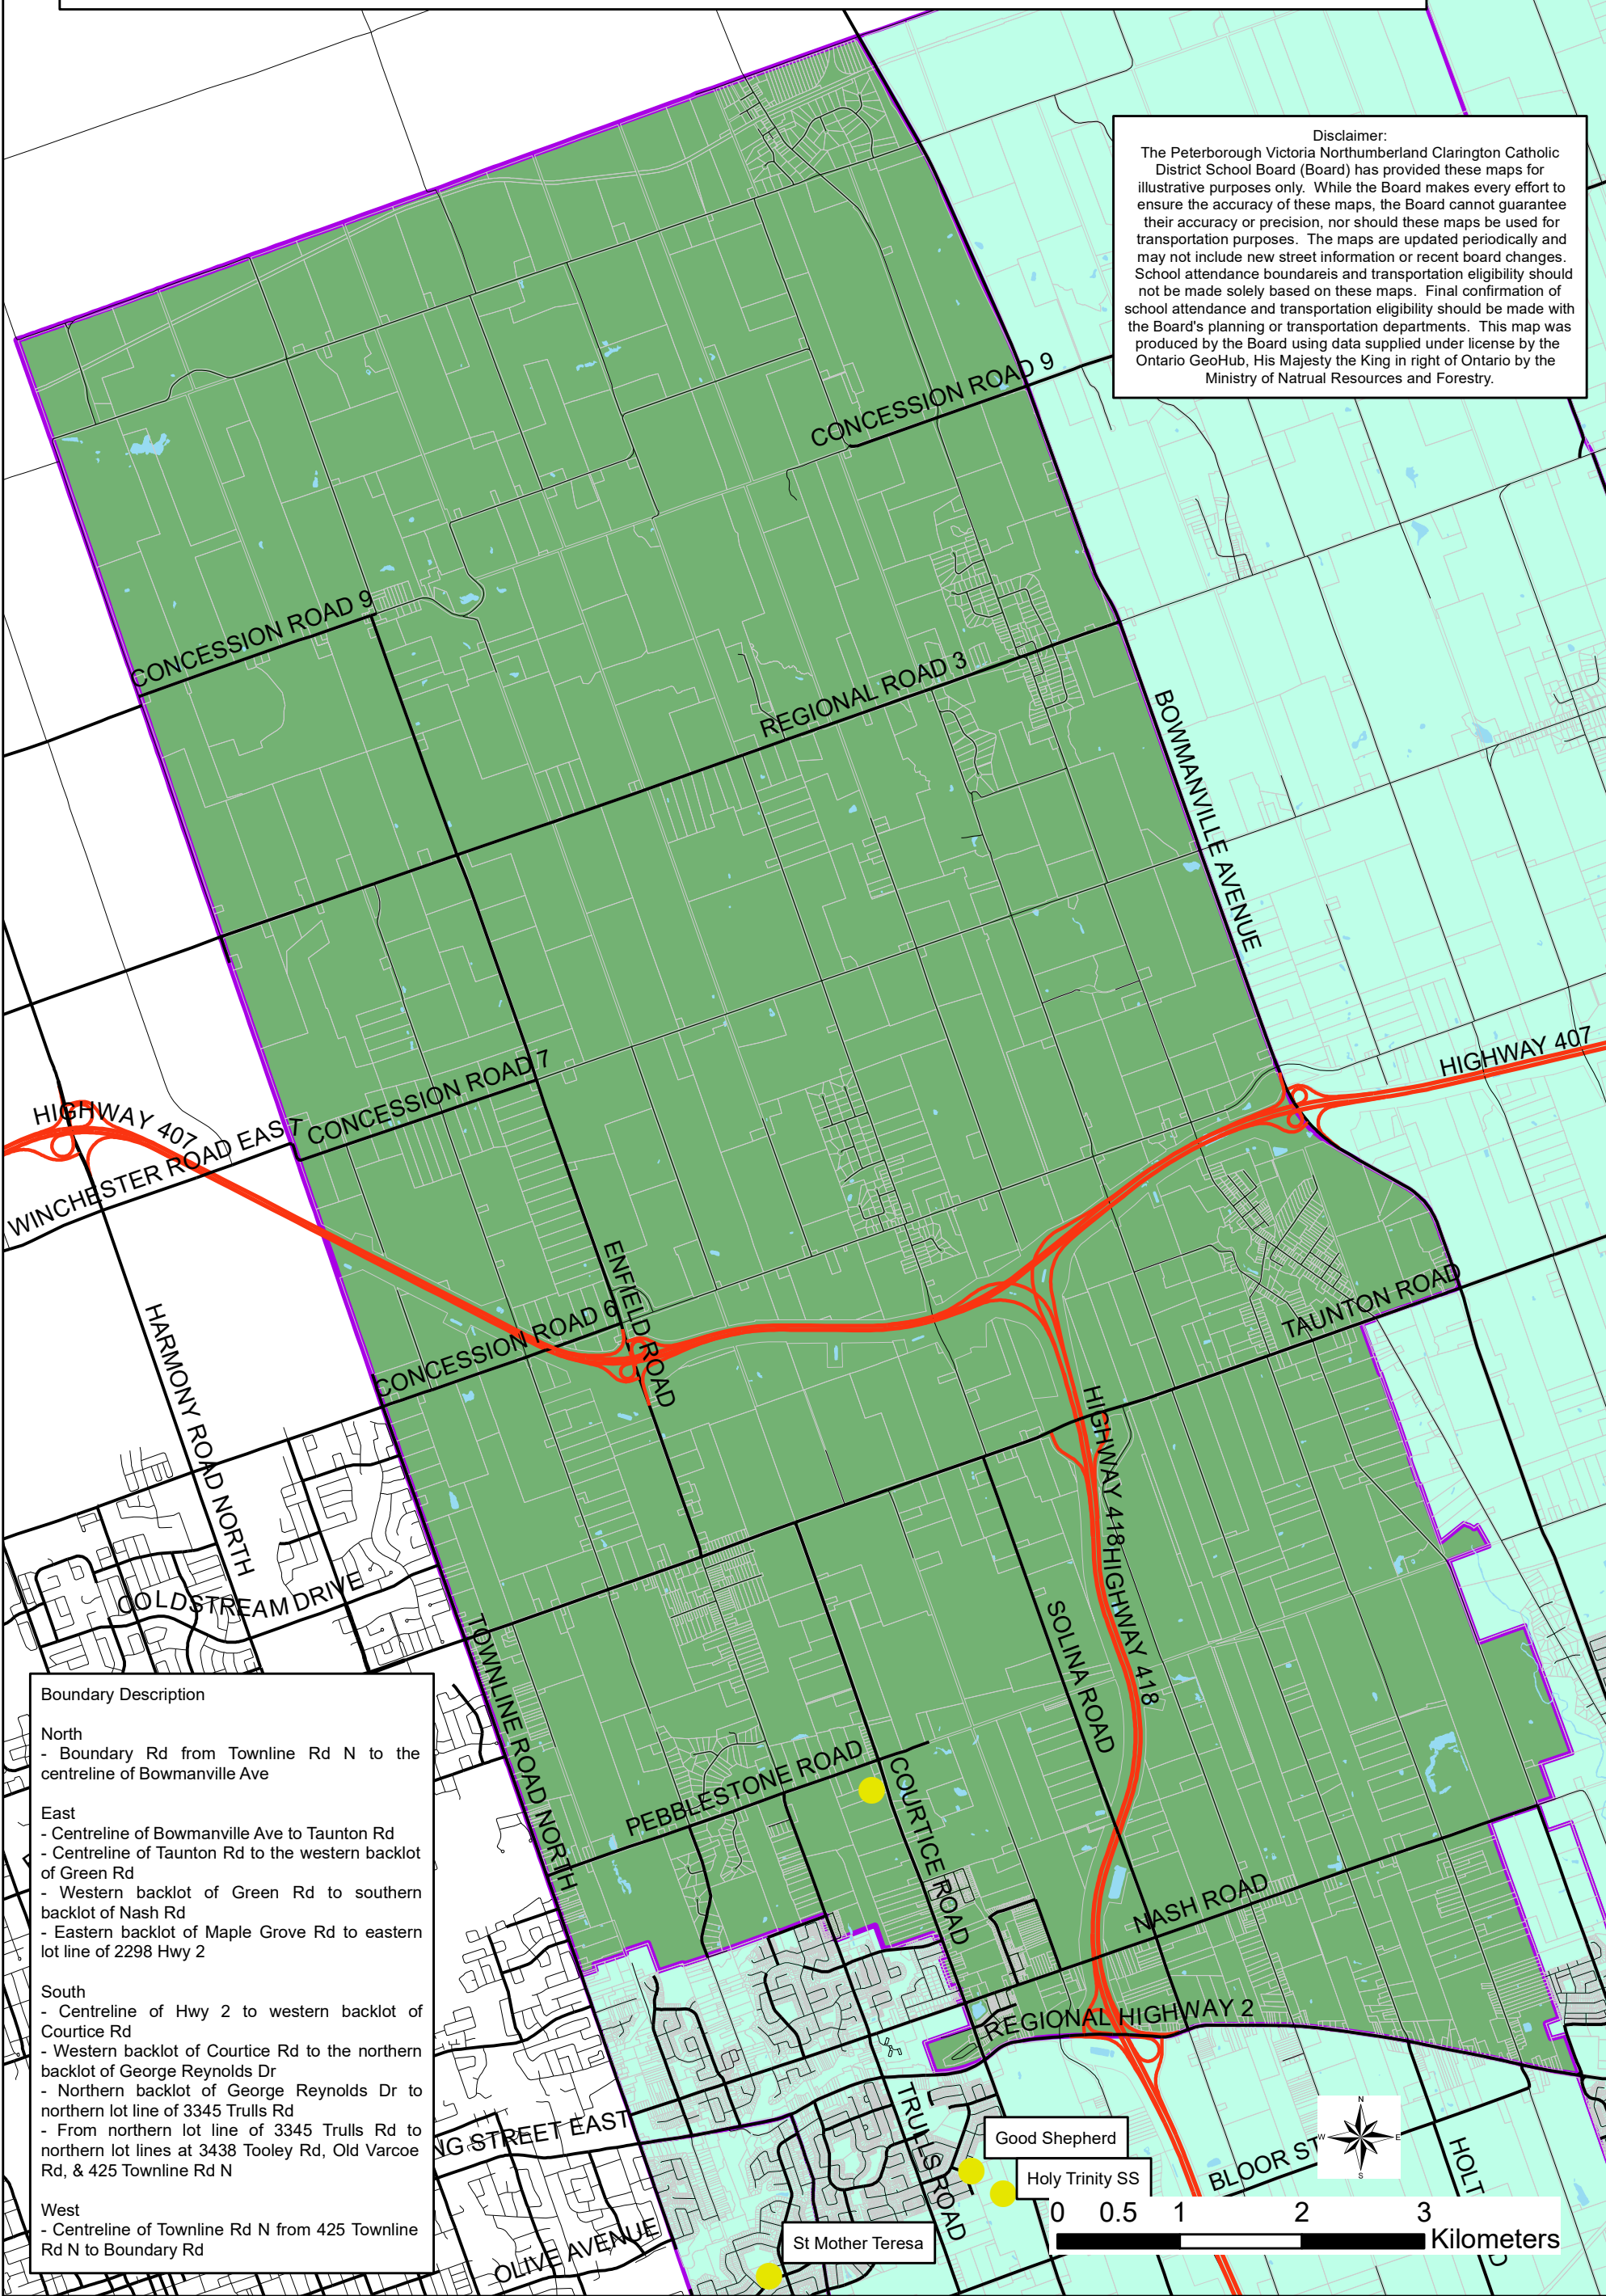 Disclaimer:
The Peterborough Victoria Northumberland Clarington Catholic
District School Board (Board) has provided these maps for
illustrative purposes only.  While the Board makes every effort to
ensure the accuracy of these maps, the Board cannot guarantee
their accuracy or precision, nor should these maps be used for
transportation purposes.  The maps are updated periodically and
may not include new street information or recent board changes.
School attendance boundareis and transportation eligibility should
not be made solely based on these maps.  Final confirmation of
school attendance and transportation eligibility should be made with
the Board's planning or transportation departments.  This map was
produced by the Board using data supplied under license by the
Ontario GeoHub, His Majesty the King in right of Ontario by the
Ministry of Natrual Resources and Forestry.
CONCESSION ROAD 9
CONCESSION ROAD 9
REGIONAL ROAD 3
BOWMANVILLE AVENUE
HIGHWAY 407
CONCESSION ROAD 7
HIGHWAY 407
WINCHESTER ROAD EAST
ENFIELD ROAD
TAUNTON ROAD
CONCESSION ROAD 6
HARMONY ROAD NORTH
HIGHWAY 418
HIGHWAY 418
COLDSTREAM DRIVE
SOLINA ROAD
TOWNLINE ROAD NORTH
PEBBLESTONE ROAD
COURTICE ROAD
NASH ROAD
REGIONAL HIGHWAY 2
Boundary Description
North
- Boundary Rd from Townline Rd N to the
centreline of Bowmanville Ave
East
- Centreline of Bowmanville Ave to Taunton Rd
- Centreline of Taunton Rd to the western backlot
of Green Rd
- Western backlot of Green Rd to southern
backlot of Nash Rd
- Eastern backlot of Maple Grove Rd to eastern
lot line of 2298 Hwy 2
South
- Centreline of Hwy 2 to western backlot of
Courtice Rd
- Western backlot of Courtice Rd to the northern
backlot of George Reynolds Dr
- Northern backlot of George Reynolds Dr to
northern lot line of 3345 Trulls Rd
- From northern lot line of 3345 Trulls Rd to
northern lot lines at 3438 Tooley Rd, Old Varcoe
Rd, & 425 Townline Rd N
West
- Centreline of Townline Rd N from 425 Townline
Rd N to Boundary Rd
NG STREET EAST
TRULLS ROAD
Good Shepherd
Holy Trinity SS
St Mother Teresa
OLIVE AVENUE
BLOOR ST
HOLT
N
W E
S
0 0.5 1 2 3
Kilometers